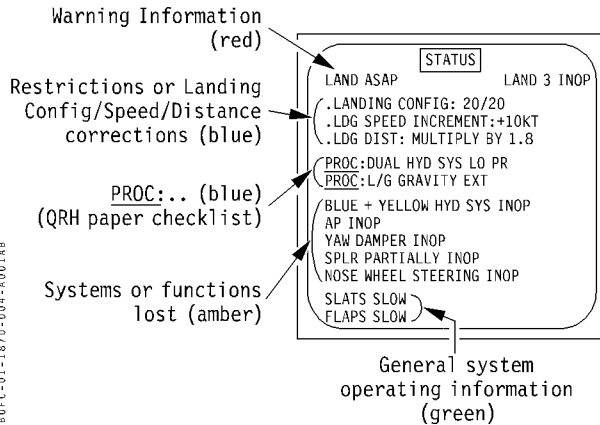 Warning Information
(red)
Restrictions or Landing
Config/Speed/Distance
corrections (blue)
PROC:.. (blue)
(QRH paper checklist)
Systems or functions
lost (amber)
STATUS
LAND ASAP LAND 3 INOP
.LANDING CONFIG: 20/20
.LDG SPEED INCREMENT:+10KT
.LDG DIST: MULTIPLY BY 1.8
PROC:DUAL HYD SYS LO PR
PROC:L/G GRAVITY EXT
BLUE + YELLOW HYD SYS INOP
AP INOP
YAW DAMPER INOP
SPLR PARTIALLY INOP
NOSE WHEEL STEERING INOP
SLATS SLOW
FLAPS SLOW
General system
operating information
(green)